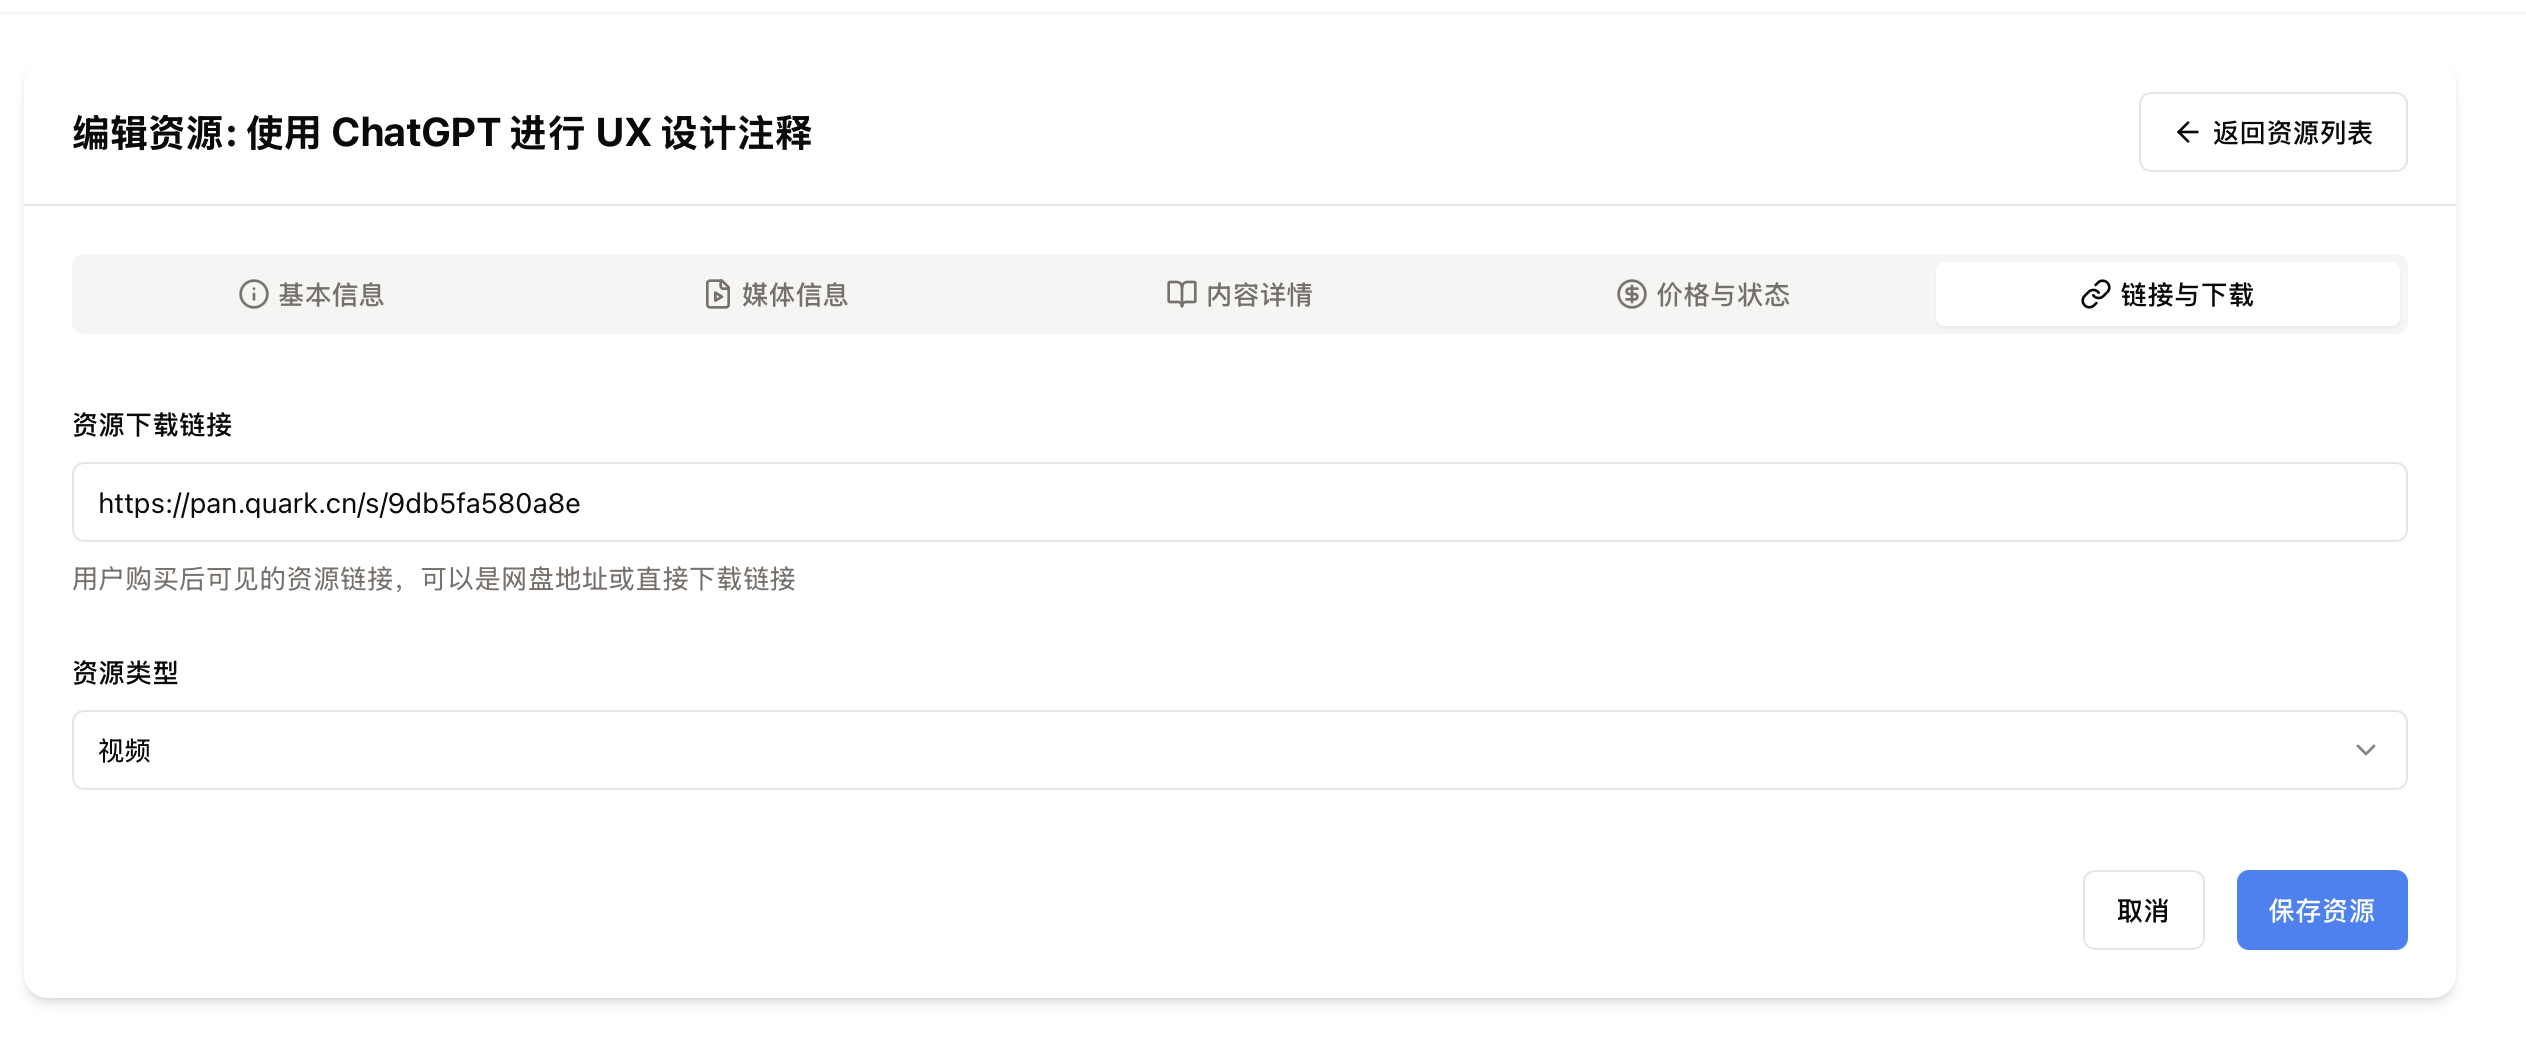 编辑资源: 使用 ChatGPT 进行 UX 设计注释
返回资源列表
基本信息
媒体信息
内容详情
价格与状态
链接与下载
资源下载链接
https://pan.quark.cn/s/9db5fa580a8e
用户购买后可见的资源链接，可以是网盘地址或直接下载链接
资源类型
视频
取消
保存资源